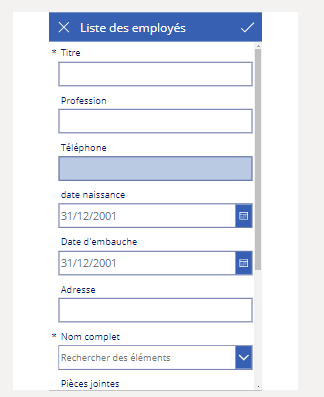 Liste des employés
* Titre
Profession
Téléphone
date naissance
31/12/2001
Date d'embauche
31/12/2001
Adresse
* Nom complet
Rechercher des éléments
Pièces jointes